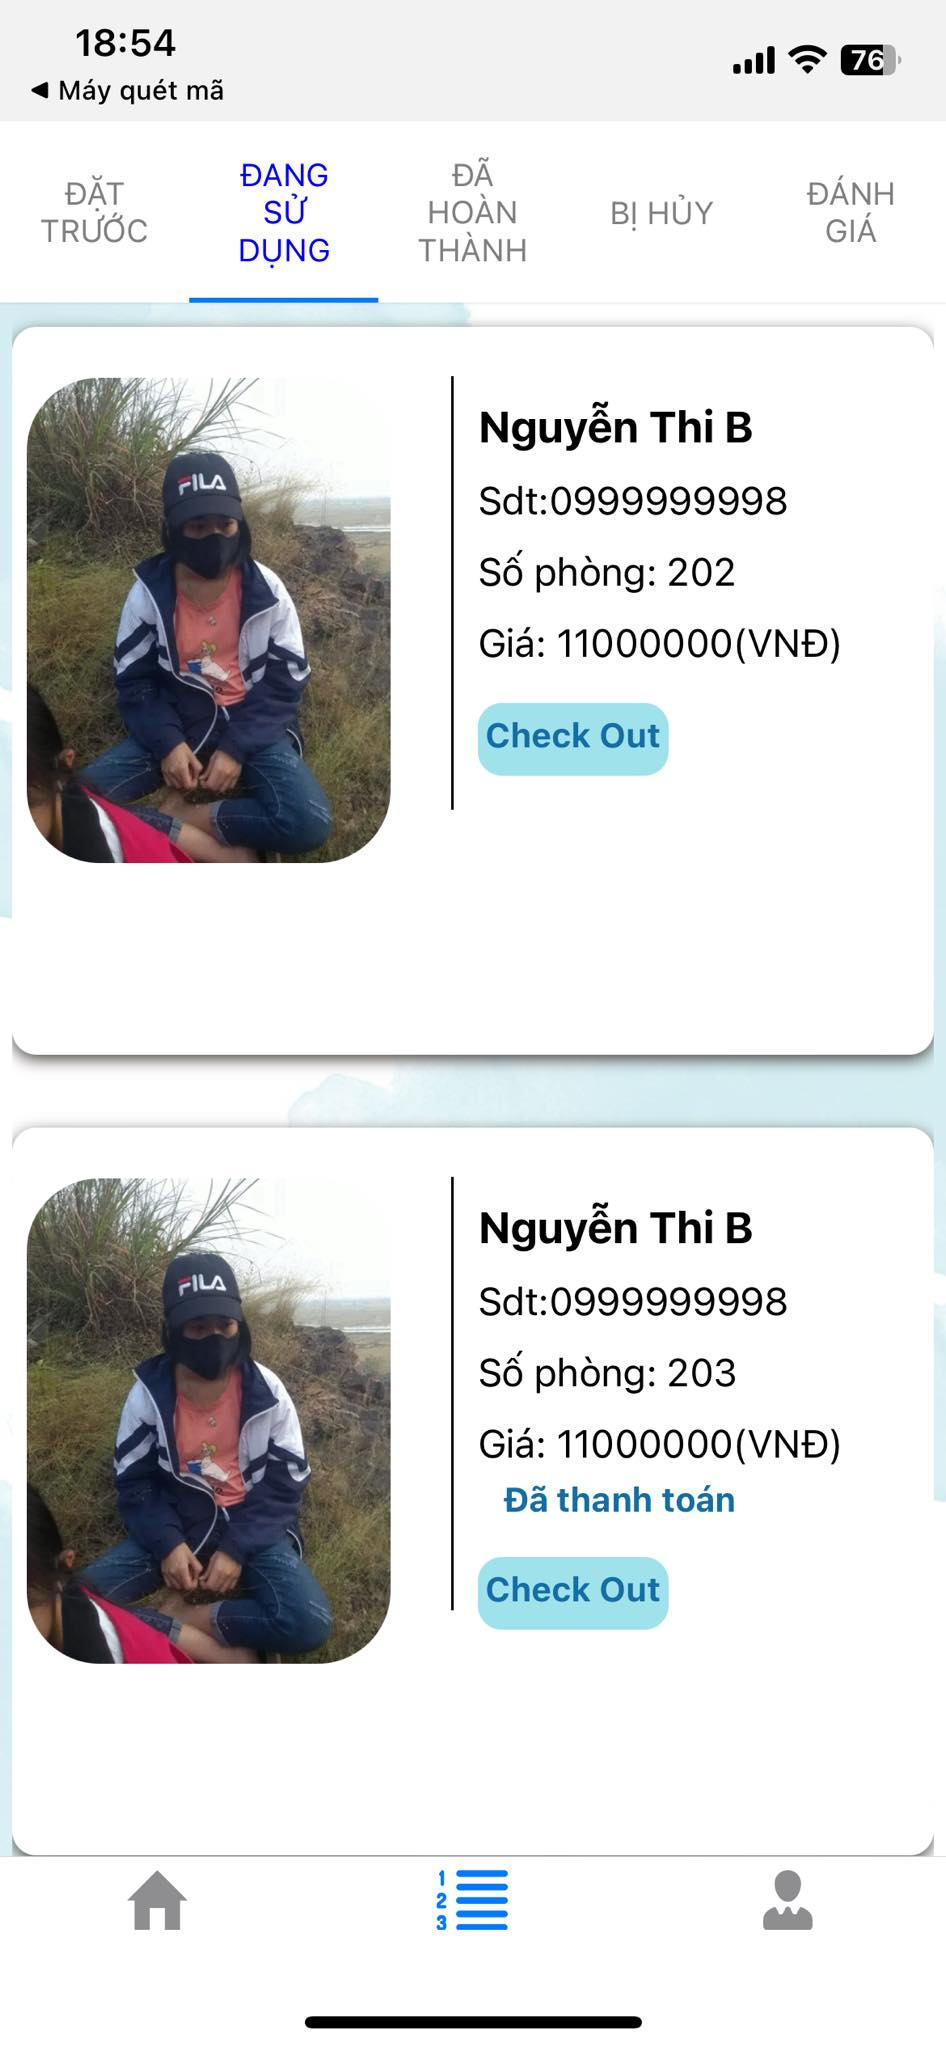 18:54
76
◀ Máy quét mã
ĐẶT
TRƯỚC
ĐANG
SỬ
DỤNG
ĐÃ
HOÀN
THÀNH
BỊ HỦY
ĐÁNH
GIÁ
FILA
Nguyễn Thi B
Sdt:0999999998
Số phòng: 202
Giá: 11000000(VNĐ)
Check Out
FILA
Nguyễn Thi B
Sdt:0999999998
Số phòng: 203
Giá: 11000000(VNĐ)
Đã thanh toán
Check Out
1
2
3